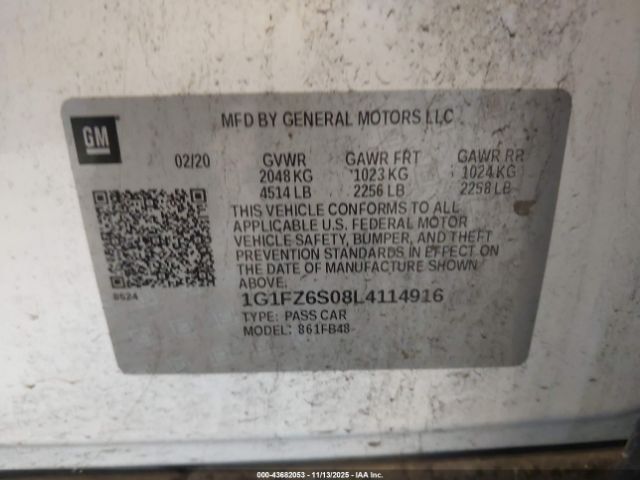 MFD BY GENERAL MOTORS LLC
GM
02/20 GVWR GAWR FRT GAWR RR
2048 KG 1023 KG 1024 KG
4514 LB 2256 LB 2258 LB
THIS VEHICLE CONFORMS TO ALL
APPLICABLE U.S. FEDERAL MOTOR
VEHICLE SAFETY, BUMPER, AND THEFT
PREVENTION STANDARDS IN EFFECT ON
THE DATE OF MANUFACTURE SHOWN
ABOVE.
8624
1G1FZ6S08L4114916
TYPE: PASS CAR
MODEL: 861FB48
000-43682053 - 11/13/2025 - IAA Inc.